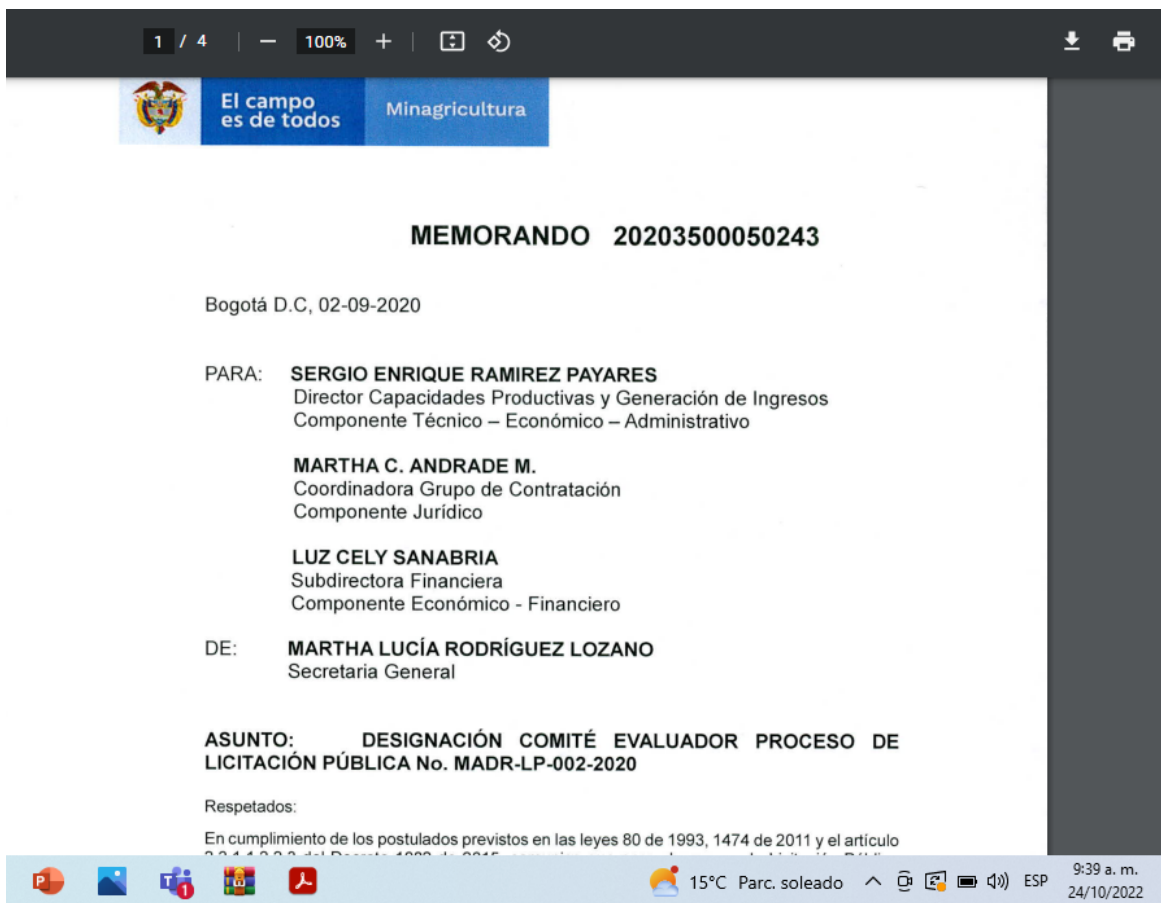 1 / 4 | − 100% + |
El campo
es de todos
Minagricultura
MEMORANDO 20203500050243
Bogotá D.C, 02-09-2020
PARA: SERGIO ENRIQUE RAMIREZ PAYARES
Director Capacidades Productivas y Generación de Ingresos
Componente Técnico – Económico – Administrativo
MARTHA C. ANDRADE M.
Coordinadora Grupo de Contratación
Componente Jurídico
LUZ CELY SANABRIA
Subdirectora Financiera
Componente Económico - Financiero
DE: MARTHA LUCÍA RODRÍGUEZ LOZANO
Secretaria General
ASUNTO: DESIGNACIÓN COMITÉ EVALUADOR PROCESO DE
LICITACIÓN PÚBLICA No. MADR-LP-002-2020
Respetados:
En cumplimiento de los postulados previstos en las leyes 80 de 1993, 1474 de 2011 y el artículo
15°C Parc. soleado ESP 9:39 a. m.
24/10/2022